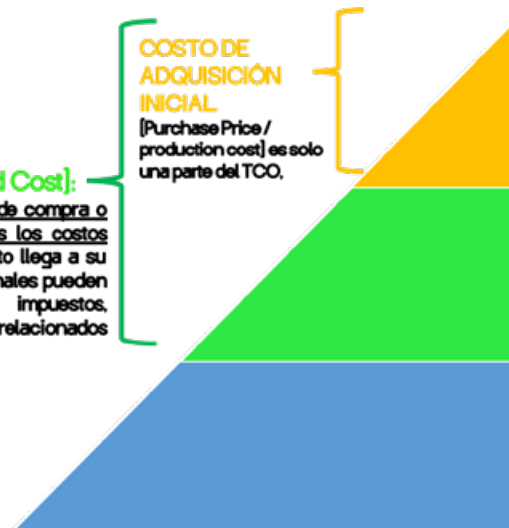 COSTO DE
ADQUISICIÓN
INICIAL
[Purchase Price /
production cost] es solo
una parte del TCO,
d Cost]:
de compra o
s los costos
to llega a su
nales pueden
impuestos,
relacionados